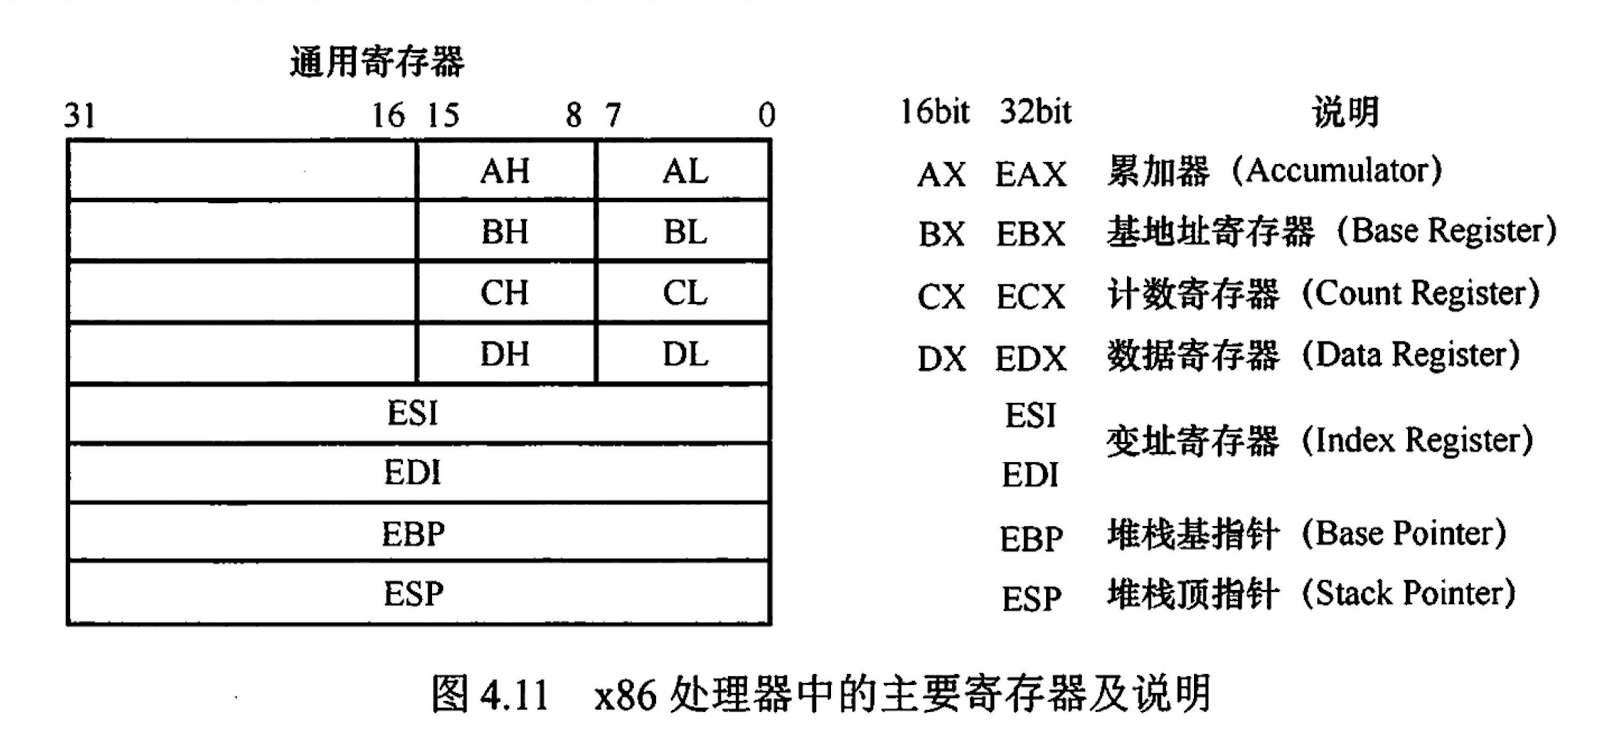 通用寄存器
31 16 15 8 7 0 16bit 32bit 说明
AH AL AX EAX 累加器（Accumulator）
BH BL BX EBX 基地址寄存器（Base Register）
CH CL CX ECX 计数寄存器（Count Register）
DH DL DX EDX 数据寄存器（Data Register）
ESI ESI
变址寄存器（Index Register）
EDI EDI
EBP EBP 堆栈基指针（Base Pointer）
ESP ESP 堆栈顶指针（Stack Pointer）
图 4.11 x86 处理器中的主要寄存器及说明